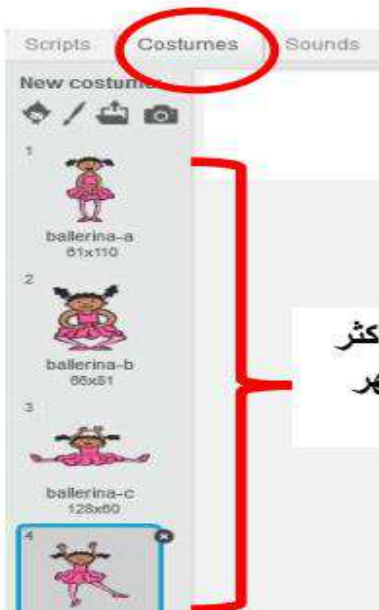 Scripts Costumes Sounds
New costume:
1
ballerina-a
61x110
2
ballerina-b
66x81
3
ballerina-c
128x60
4
كثر
هر